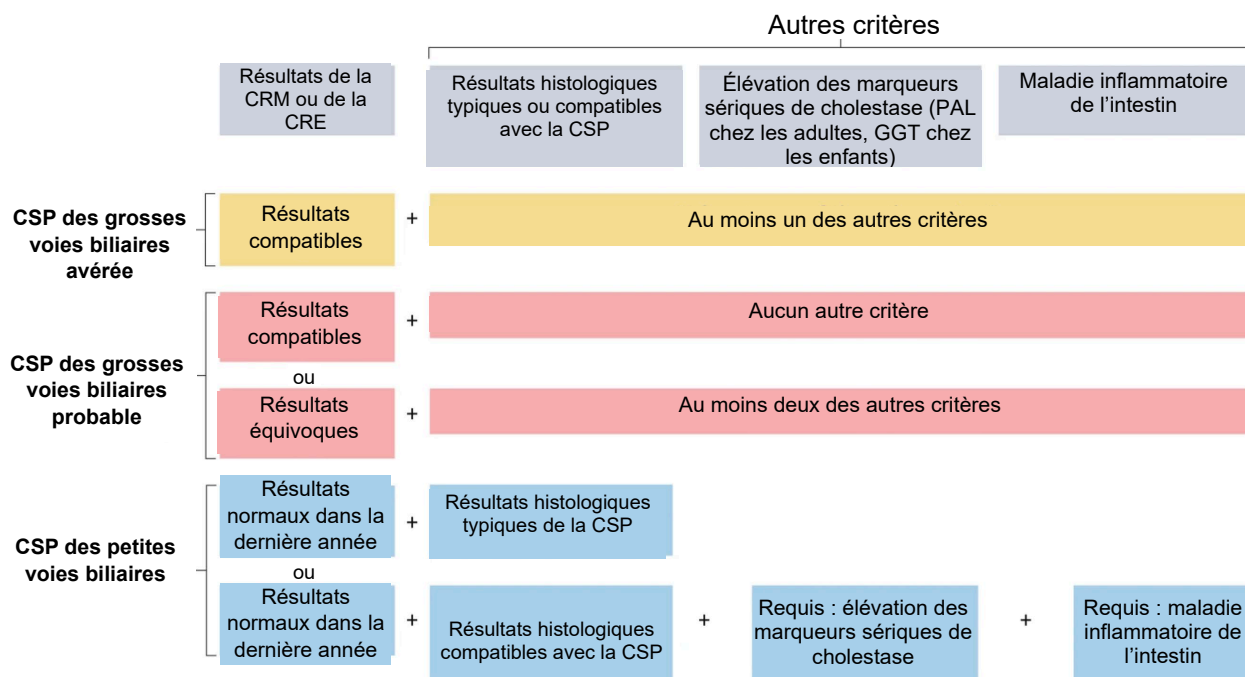 Autres critères
Résultats de la
CRM ou de la
CRE
Résultats histologiques
typiques ou compatibles
avec la CSP
Élévation des marqueurs
sériques de cholestase (PAL
chez les adultes, GGT chez
les enfants)
Maladie inflammatoire
de l’intestin
CSP des grosses
voies biliaires
avérée
Résultats
compatibles
+
Au moins un des autres critères
CSP des grosses
voies biliaires
probable
Résultats
compatibles
+
Aucun autre critère
ou
Résultats
équivoques
+
Au moins deux des autres critères
CSP des petites
voies biliaires
Résultats
normaux dans la
dernière année
+
Résultats histologiques
typiques de la CSP
ou
Résultats
normaux dans la
dernière année
+
Résultats histologiques
compatibles avec la CSP
+
Requis : élévation des
marqueurs sériques de
cholestase
+
Requis : maladie
inflammatoire de
l’intestin